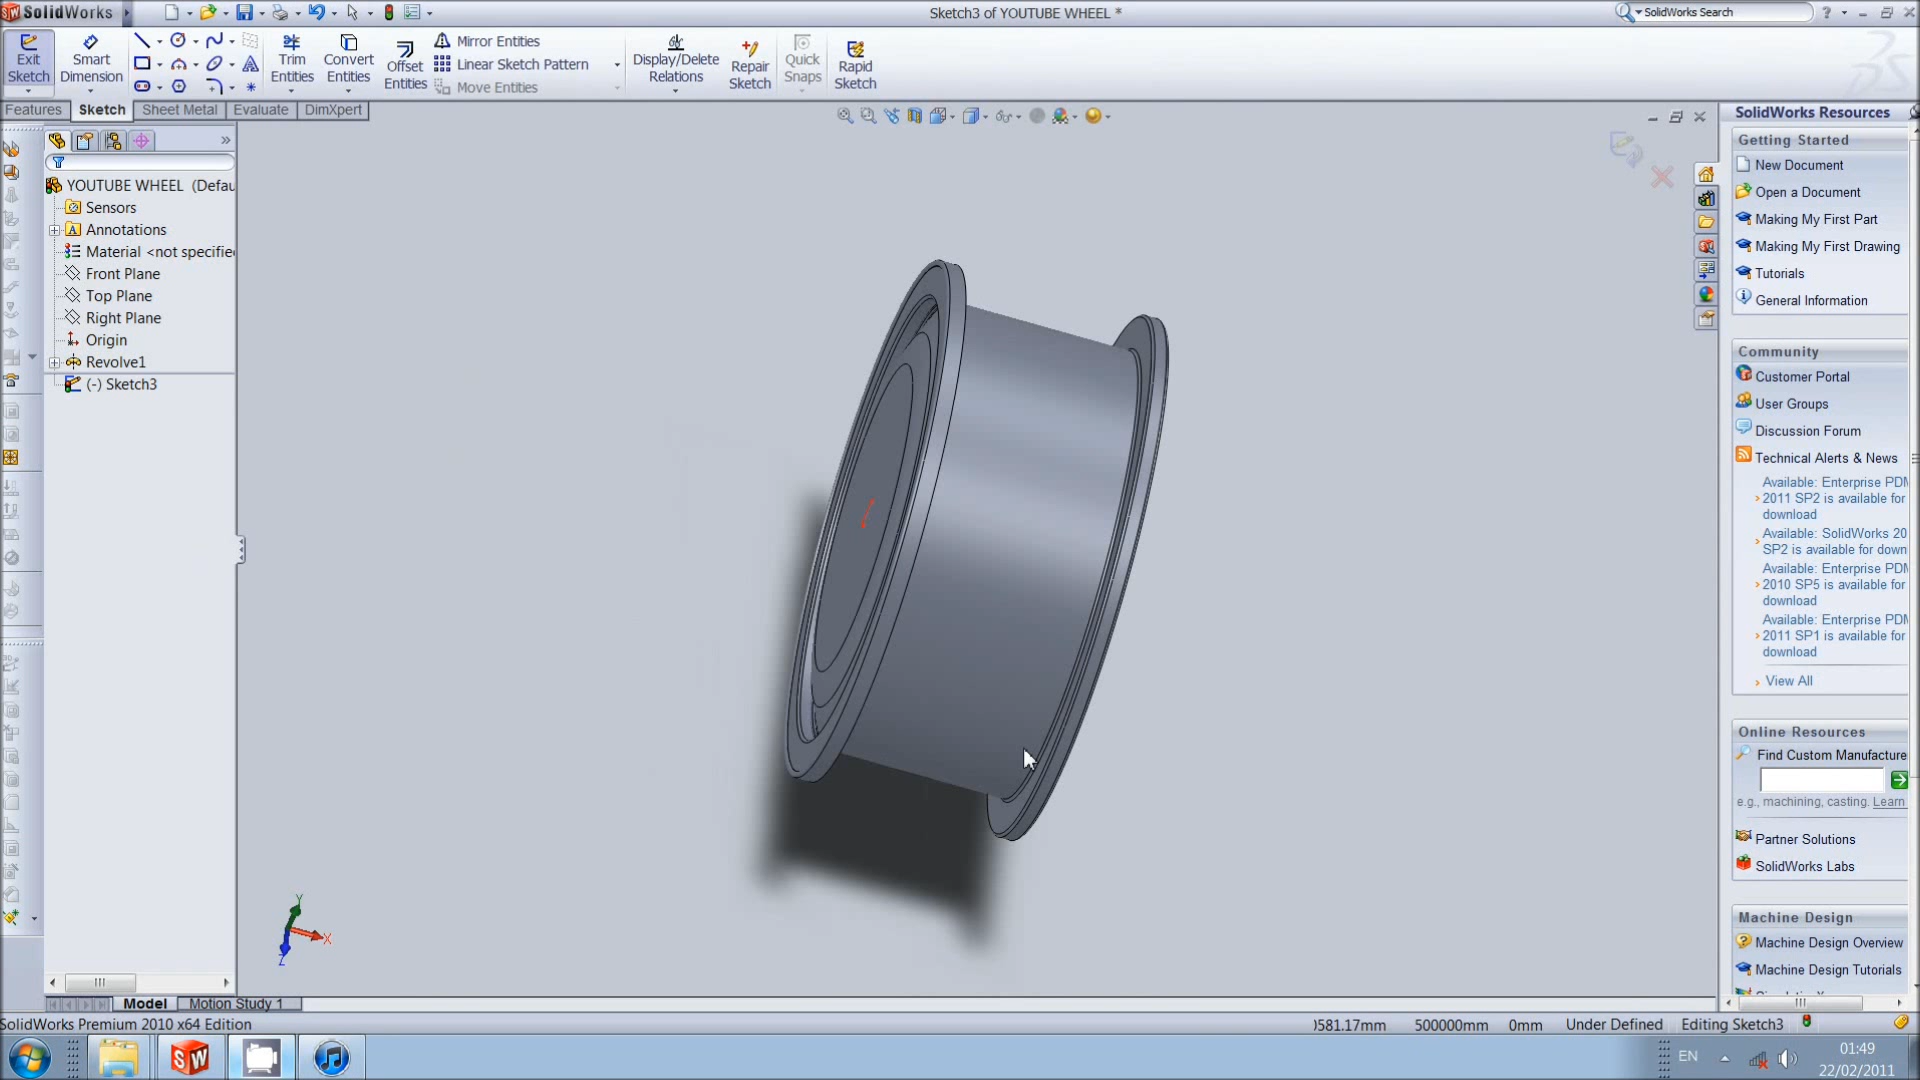 SolidWorks
Sketch3 of YOUTUBE WHEEL *
SolidWorks Search
Exit Sketch
Smart Dimension
Trim Entities
Convert Entities
Offset Entities
Mirror Entities
Linear Sketch Pattern
Move Entities
Display/Delete Relations
Repair Sketch
Quick Snaps
Rapid Sketch
Features
Sketch
Sheet Metal
Evaluate
DimXpert
YOUTUBE WHEEL (Defau
Sensors
Annotations
Material <not specifie
Front Plane
Top Plane
Right Plane
Origin
Revolve1
(-) Sketch3
Y
X
Z
SolidWorks Resources
Getting Started
New Document
Open a Document
Making My First Part
Making My First Drawing
Tutorials
General Information
Community
Customer Portal
User Groups
Discussion Forum
Technical Alerts & News
Available: Enterprise PDM
2011 SP2 is available for
download
Available: SolidWorks 20
SP2 is available for down
Available: Enterprise PDM
2010 SP5 is available for
download
Available: Enterprise PDM
2011 SP1 is available for
download
View All
Online Resources
Find Custom Manufacture
e.g., machining, casting. Learn
Partner Solutions
SolidWorks Labs
Machine Design
Machine Design Overview
Machine Design Tutorials
Model
Motion Study 1
SolidWorks Premium 2010 x64 Edition
)581.17mm
500000mm
0mm
Under Defined
Editing Sketch3
EN
01:49
22/02/2011